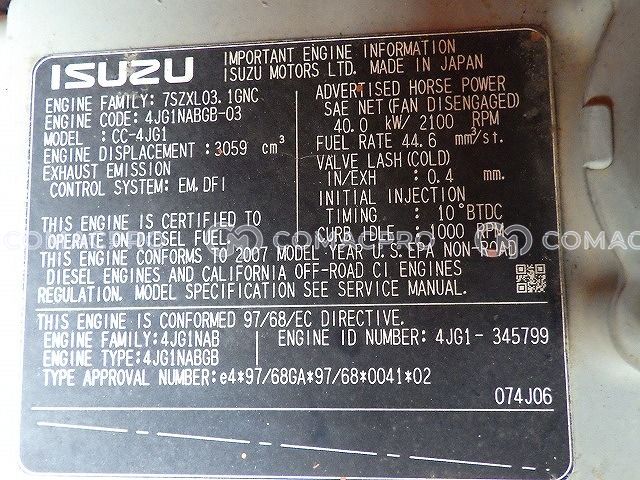 ISUZU
IMPORTANT ENGINE INFORMATION
ISUZU MOTORS LTD. MADE IN JAPAN
ENGINE FAMILY: 7SZXL03.1GNC
ENGINE CODE: 4JG1NABGB-03
MODEL : CC-4JG1
ENGINE DISPLACEMENT: 3059 cm³
EXHAUST EMISSION
CONTROL SYSTEM: EM,DFI
ADVERTISED HORSE POWER
SAE NET (FAN DISENGAGED)
40.0 kW/ 2100 RPM
FUEL RATE 44.6 mm³/st.
VALVE LASH (COLD)
IN/EXH : 0.4 mm.
INITIAL INJECTION
TIMING : 10°BTDC
CURB IDLE : 1000 RPM
THIS ENGINE IS CERTIFIED TO
OPERATE ON DIESEL FUEL.
THIS ENGINE CONFORMS TO 2007 MODEL YEAR U.S.EPA NON-ROAD
DIESEL ENGINES AND CALIFORNIA OFF-ROAD CI ENGINES
REGULATION. MODEL SPECIFICATION SEE SERVICE MANUAL.
THIS ENGINE IS CONFORMED 97/68/EC DIRECTIVE.
ENGINE FAMILY:4JG1NAB
ENGINE ID NUMBER: 4JG1- 345799
ENGINE TYPE:4JG1NABGB
TYPE APPROVAL NUMBER:e4*97/68GA*97/68*0041*02
074J06
COMACPRO
COMACPRO